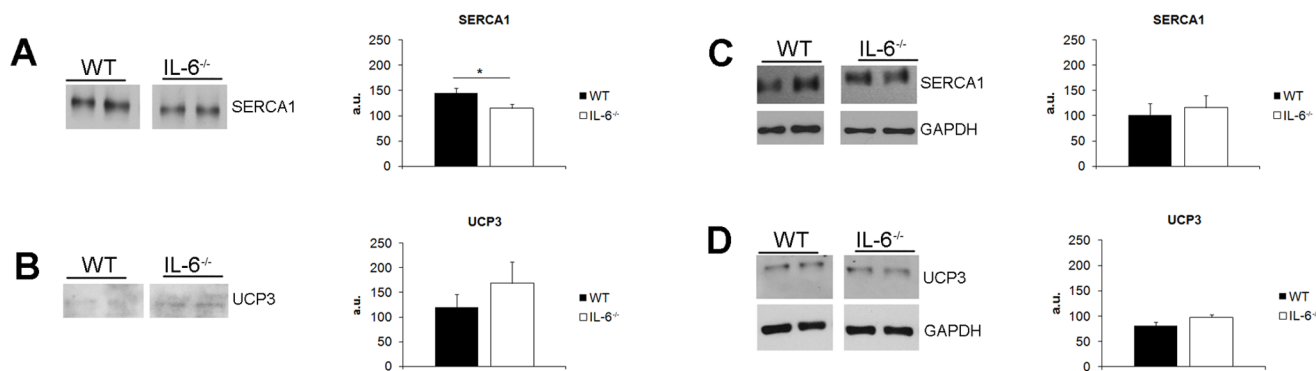 A
WT
IL-6-/-
SERCA1
SERCA1
250
200
150
100
50
0
a.u.
*
WT
IL-6-/-
B
WT
IL-6-/-
UCP3
UCP3
250
200
150
100
50
0
a.u.
WT
IL-6-/-
C
WT
IL-6-/-
SERCA1
GAPDH
SERCA1
250
200
150
100
50
0
a.u.
WT
IL-6-/-
D
WT
IL-6-/-
UCP3
GAPDH
UCP3
250
200
150
100
50
0
a.u.
WT
IL-6-/-